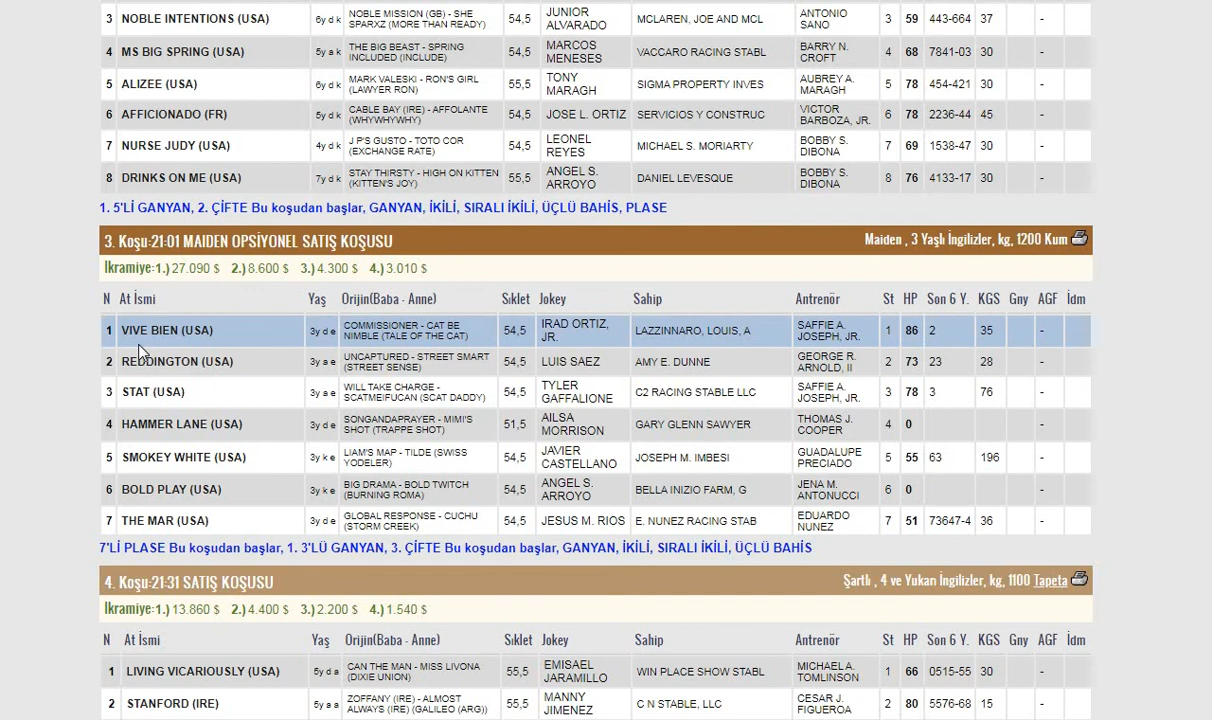 3 NOBLE INTENTIONS (USA) 6y d k NOBLE MISSION (GB) - SHE SPARXZ (MORE THAN READY) 54,5 JUNIOR ALVARADO MCLAREN, JOE AND MCL ANTONIO SANO 3 59 443-664 37 -
4 MS BIG SPRING (USA) 5y a k THE BIG BEAST - SPRING INCLUDED (INCLUDE) 54,5 MARCOS MENESES VACCARO RACING STABL BARRY N. CROFT 4 68 7841-03 30 -
5 ALIZEE (USA) 6y d k MARK VALESKI - RON'S GIRL (LAWYER RON) 55,5 TONY MARAGH SIGMA PROPERTY INVES AUBREY A. MARAGH 5 78 454-421 30 -
6 AFFICIONADO (FR) 5y d k CABLE BAY (IRE) - AFFOLANTE (WHYWHYWHY) 54,5 JOSE L. ORTIZ SERVICIOS Y CONSTRUC VICTOR BARBOZA, JR. 6 78 2236-44 45 -
7 NURSE JUDY (USA) 4y d k J P'S GUSTO - TOTO COR (EXCHANGE RATE) 54,5 LEONEL REYES MICHAEL S. MORIARTY BOBBY S. DIBONA 7 69 1538-47 30 -
8 DRINKS ON ME (USA) 7y d k STAY THIRSTY - HIGH ON KITTEN (KITTEN'S JOY) 55,5 ANGEL S. ARROYO DANIEL LEVESQUE BOBBY S. DIBONA 8 76 4133-17 30 -
1. 5'Lİ GANYAN, 2. ÇİFTE Bu koşudan başlar, GANYAN, İKİLİ, SIRALI İKİLİ, ÜÇLÜ BAHİS, PLASE
3. Koşu:21:01 MAIDEN OPSİYONEL SATIŞ KOŞUSU Maiden , 3 Yaşlı İngilizler, kg, 1200 Kum
İkramiye:1.) 27.090 $ 2.) 8.600 $ 3.) 4.300 $ 4.) 3.010 $
N At İsmi Yaş Orijin(Baba - Anne) Sıklet Jokey Sahip Antrenör St HP Son 6 Y. KGS Gny AGF İdm
1 VIVE BIEN (USA) 3y d e COMMISSIONER - CAT BE NIMBLE (TALE OF THE CAT) 54,5 IRAD ORTIZ, JR. LAZZINNARO, LOUIS, A SAFFIE A. JOSEPH, JR. 1 86 2 35 -
2 REDDINGTON (USA) 3y a e UNCAPTURED - STREET SMART (STREET SENSE) 54,5 LUIS SAEZ AMY E. DUNNE GEORGE R. ARNOLD, II 2 73 23 28 -
3 STAT (USA) 3y a e WILL TAKE CHARGE - SCATMEIFUCAN (SCAT DADDY) 54,5 TYLER GAFFALIONE C2 RACING STABLE LLC SAFFIE A. JOSEPH, JR. 3 78 3 76 -
4 HAMMER LANE (USA) 3y d e SONGANDAPRAYER - MIMI'S SHOT (TRAPPE SHOT) 51,5 AILSA MORRISON GARY GLENN SAWYER THOMAS J. COOPER 4 0 -
5 SMOKEY WHITE (USA) 3y k e LIAM'S MAP - TILDE (SWISS YODELER) 54,5 JAVIER CASTELLANO JOSEPH M. IMBESI GUADALUPE PRECIADO 5 55 63 196 -
6 BOLD PLAY (USA) 3y k e BIG DRAMA - BOLD TWITCH (BURNING ROMA) 54,5 ANGEL S. ARROYO BELLA INIZIO FARM, G JENA M. ANTONUCCI 6 0 -
7 THE MAR (USA) 3y d e GLOBAL RESPONSE - CUCHU (STORM CREEK) 54,5 JESUS M. RIOS E. NUNEZ RACING STAB EDUARDO NUNEZ 7 51 73647-4 36 -
7'Lİ PLASE Bu koşudan başlar, 1. 3'LÜ GANYAN, 3. ÇİFTE Bu koşudan başlar, GANYAN, İKİLİ, SIRALI İKİLİ, ÜÇLÜ BAHİS
4. Koşu:21:31 SATIŞ KOŞUSU Şartlı , 4 ve Yukarı İngilizler, kg, 1100 Tapeta
İkramiye:1.) 13.860 $ 2.) 4.400 $ 3.) 2.200 $ 4.) 1.540 $
N At İsmi Yaş Orijin(Baba - Anne) Sıklet Jokey Sahip Antrenör St HP Son 6 Y. KGS Gny AGF İdm
1 LIVING VICARIOUSLY (USA) 5y d a CAN THE MAN - MISS LIVONA (DIXIE UNION) 55,5 EMISAEL JARAMILLO WIN PLACE SHOW STABL MICHAEL A. TOMLINSON 1 66 0515-55 30 -
2 STANFORD (IRE) 5y a a ZOFFANY (IRE) - ALMOST ALWAYS (IRE) (GALILEO (ARG)) 55,5 MANNY JIMENEZ C N STABLE, LLC CESAR J. FIGUEROA 2 80 5576-68 15 -